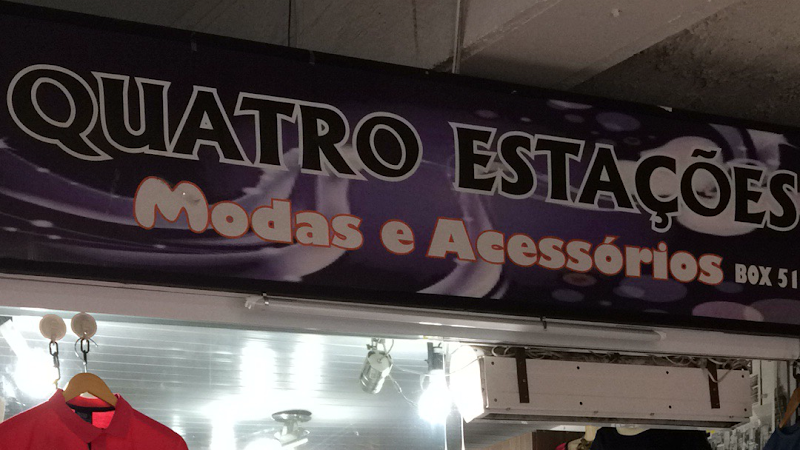 QUATRO ESTAÇÕES
Modas e Acessórios
BOX 51